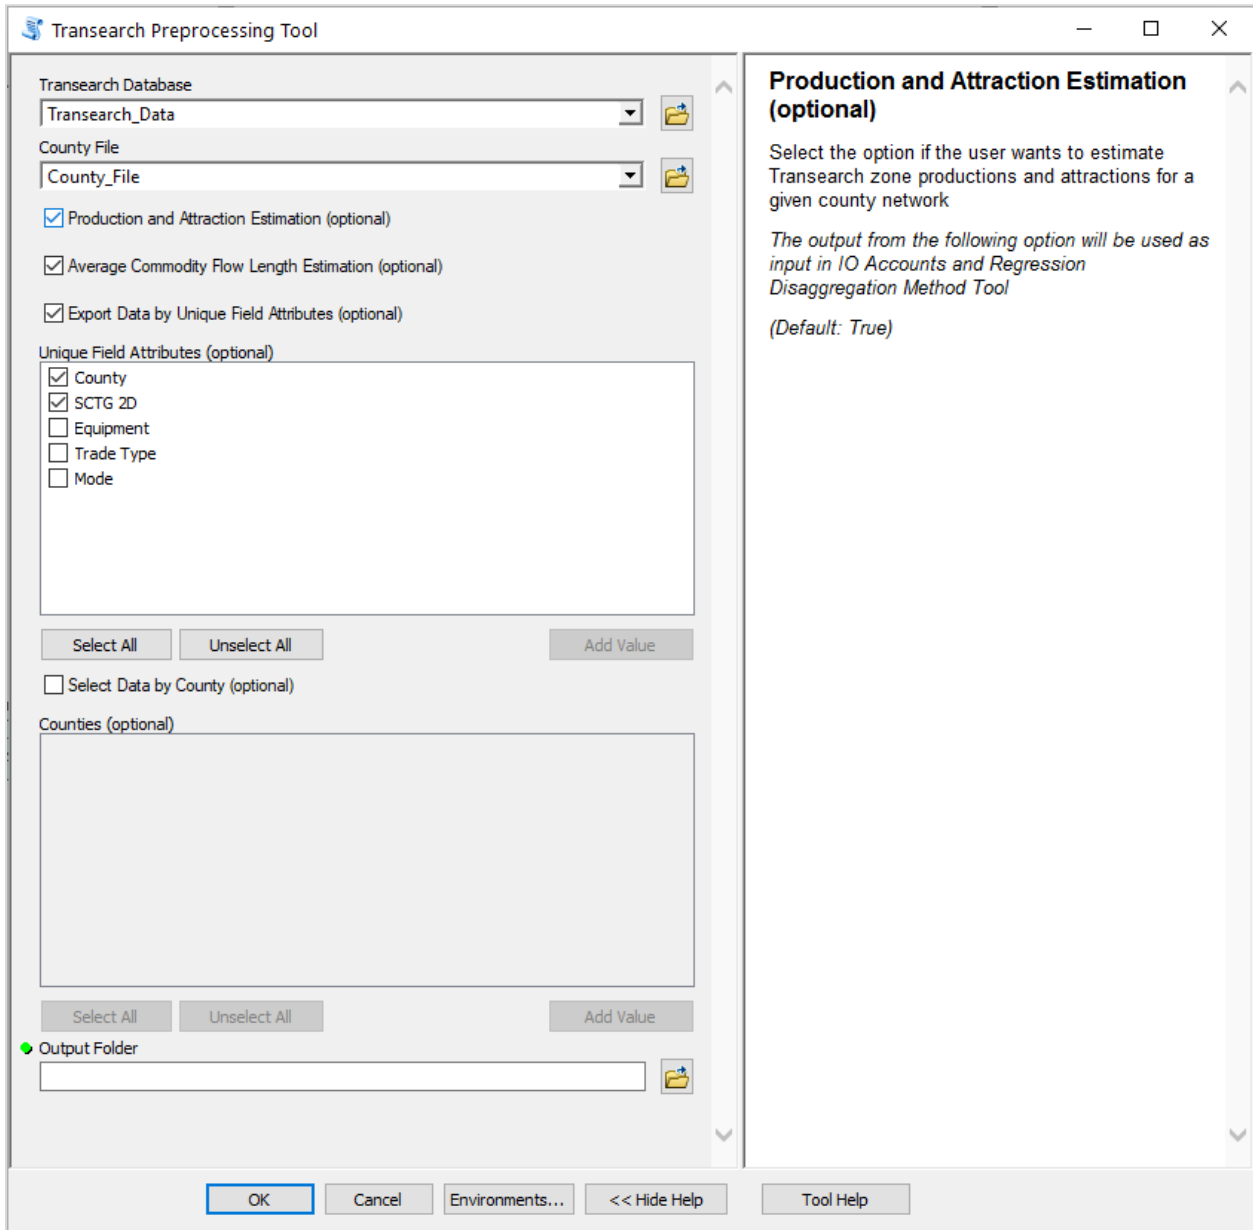 Transearch Preprocessing Tool
Transearch Database
Transearch_Data
County File
County_File
Production and Attraction Estimation (optional)
Average Commodity Flow Length Estimation (optional)
Export Data by Unique Field Attributes (optional)
Unique Field Attributes (optional)
County
SCTG 2D
Equipment
Trade Type
Mode
Select All
Unselect All
Add Value
Select Data by County (optional)
Counties (optional)
Select All
Unselect All
Add Value
Output Folder
Production and Attraction Estimation
(optional)
Select the option if the user wants to estimate
Transearch zone productions and attractions for a
given county network
The output from the following option will be used as
input in IO Accounts and Regression
Disaggregation Method Tool
(Default: True)
OK
Cancel
Environments...
<< Hide Help
Tool Help